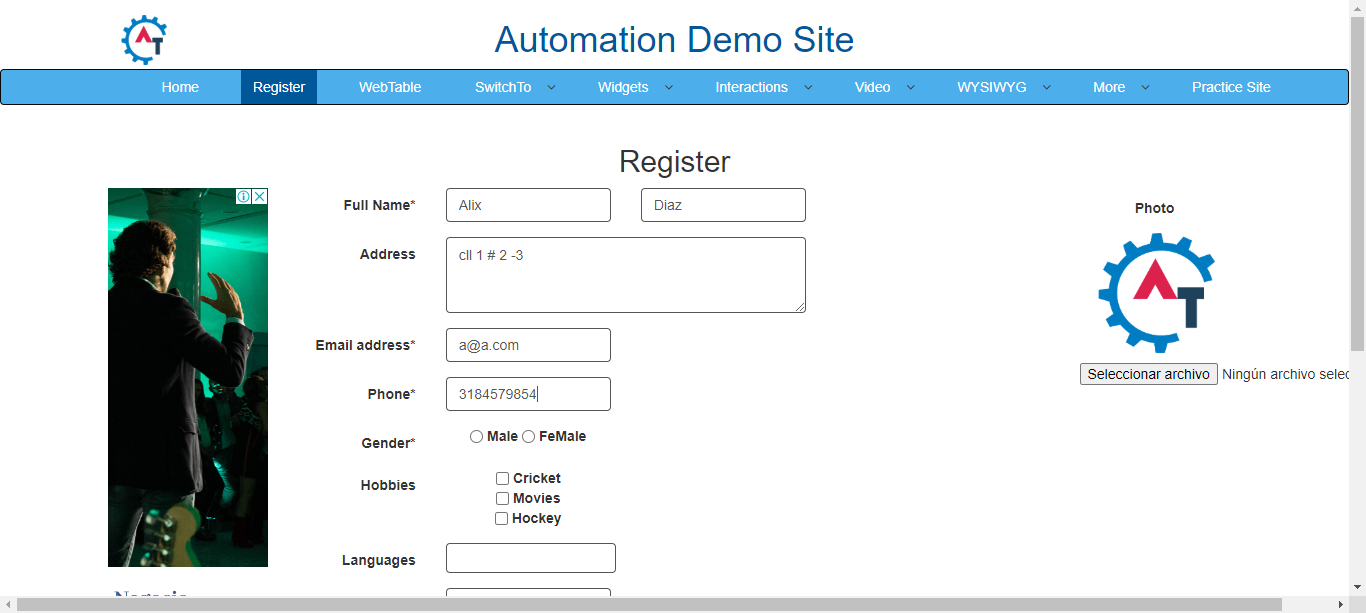 AT
Automation Demo Site
Home Register WebTable SwitchTo Widgets Interactions Video WYSIWYG More Practice Site
Register
Full Name* Alix Diaz
Photo
Address cll 1 # 2 -3
AT
Email address* a@a.com
Seleccionar archivo Ningún archivo selec
Phone* 3184579854
Gender* Male FeMale
Hobbies Cricket
Movies
Hockey
Languages